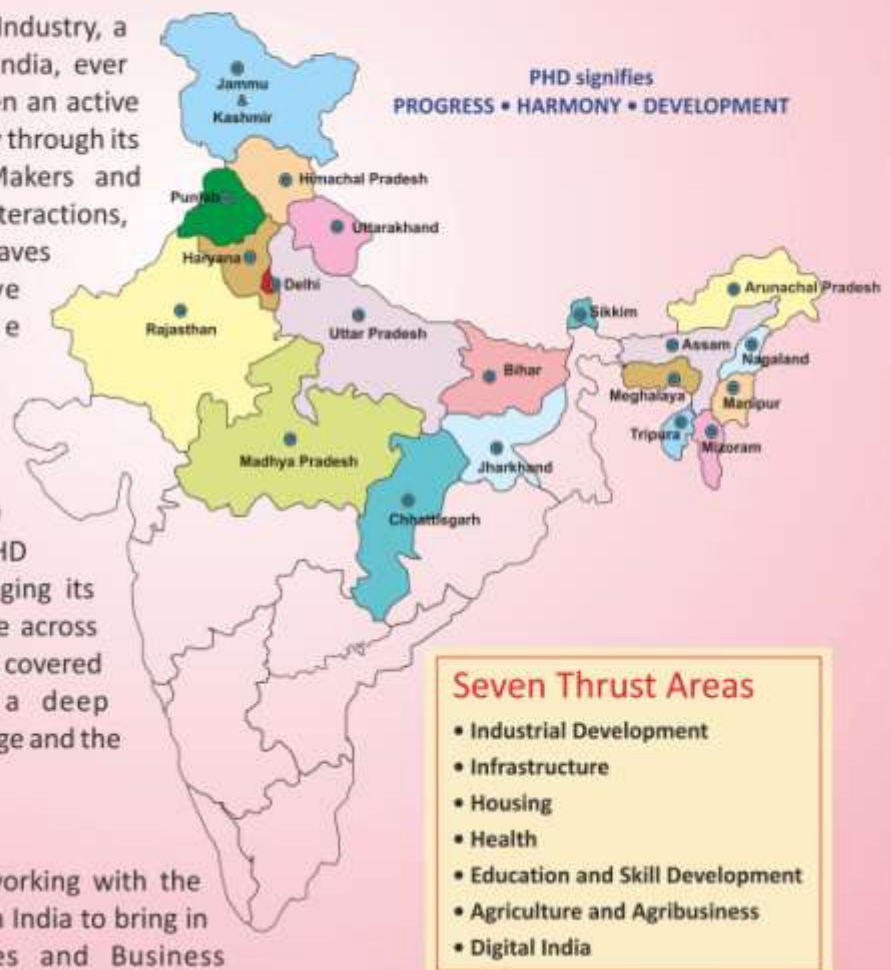 Industry, a
ndia, ever
en an active
y through its
Makers and
teractions,
aves
ve
e
HD
ging its
e across
covered
a deep
ge and the
working with the
n India to bring in
es and Business
PHD signifies
PROGRESS • HARMONY • DEVELOPMENT
Jammu
&
Kashmir
Himachal Pradesh
Punjab
Uttarakhand
Haryana
Delhi
Rajasthan
Uttar Pradesh
Sikkim
Arunachal Pradesh
Assam
Nagaland
Bihar
Meghalaya
Manipur
Tripura
Mizoram
Madhya Pradesh
Jharkhand
Chhattisgarh
Seven Thrust Areas
• Industrial Development
• Infrastructure
• Housing
• Health
• Education and Skill Development
• Agriculture and Agribusiness
• Digital India